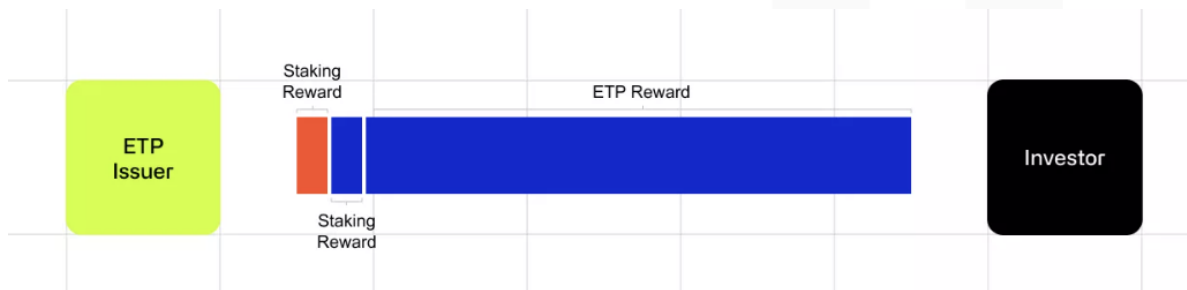 ETP
Issuer
Staking
Reward
ETP Reward
Staking
Reward
Investor